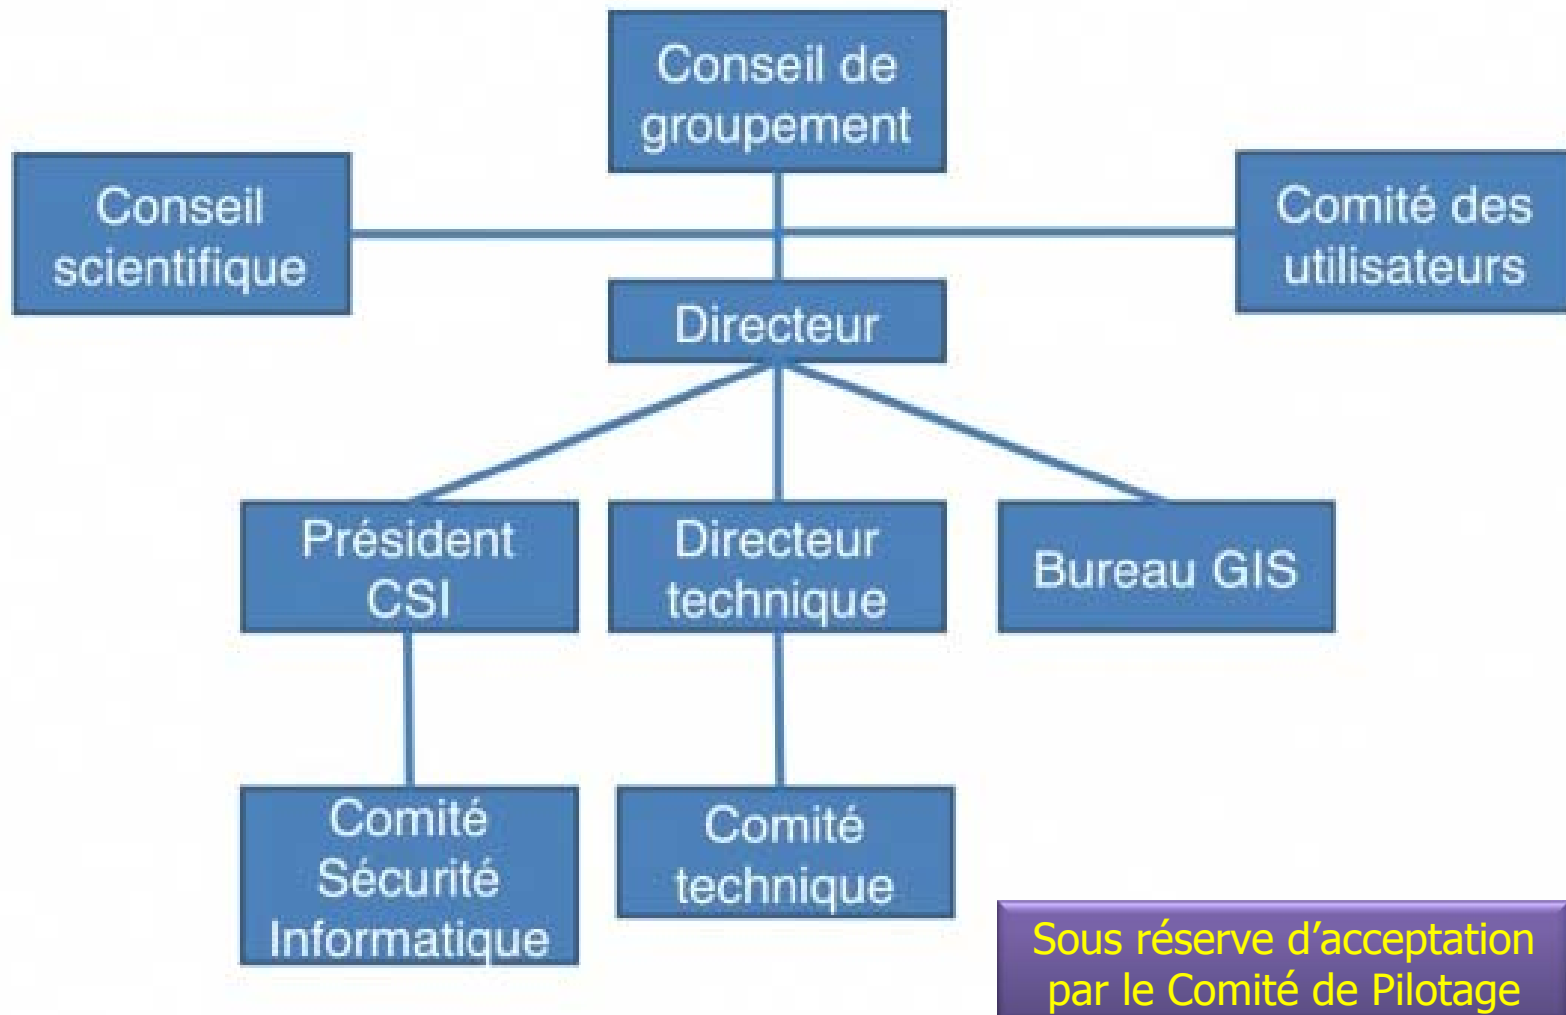 Conseil de
groupement
Conseil
scientifique
Comité des
utilisateurs
Directeur
Président
CSI
Directeur
technique
Bureau GIS
Comité
Sécurité
Informatique
Comité
technique
Sous réserve d’acceptation
par le Comité de Pilotage